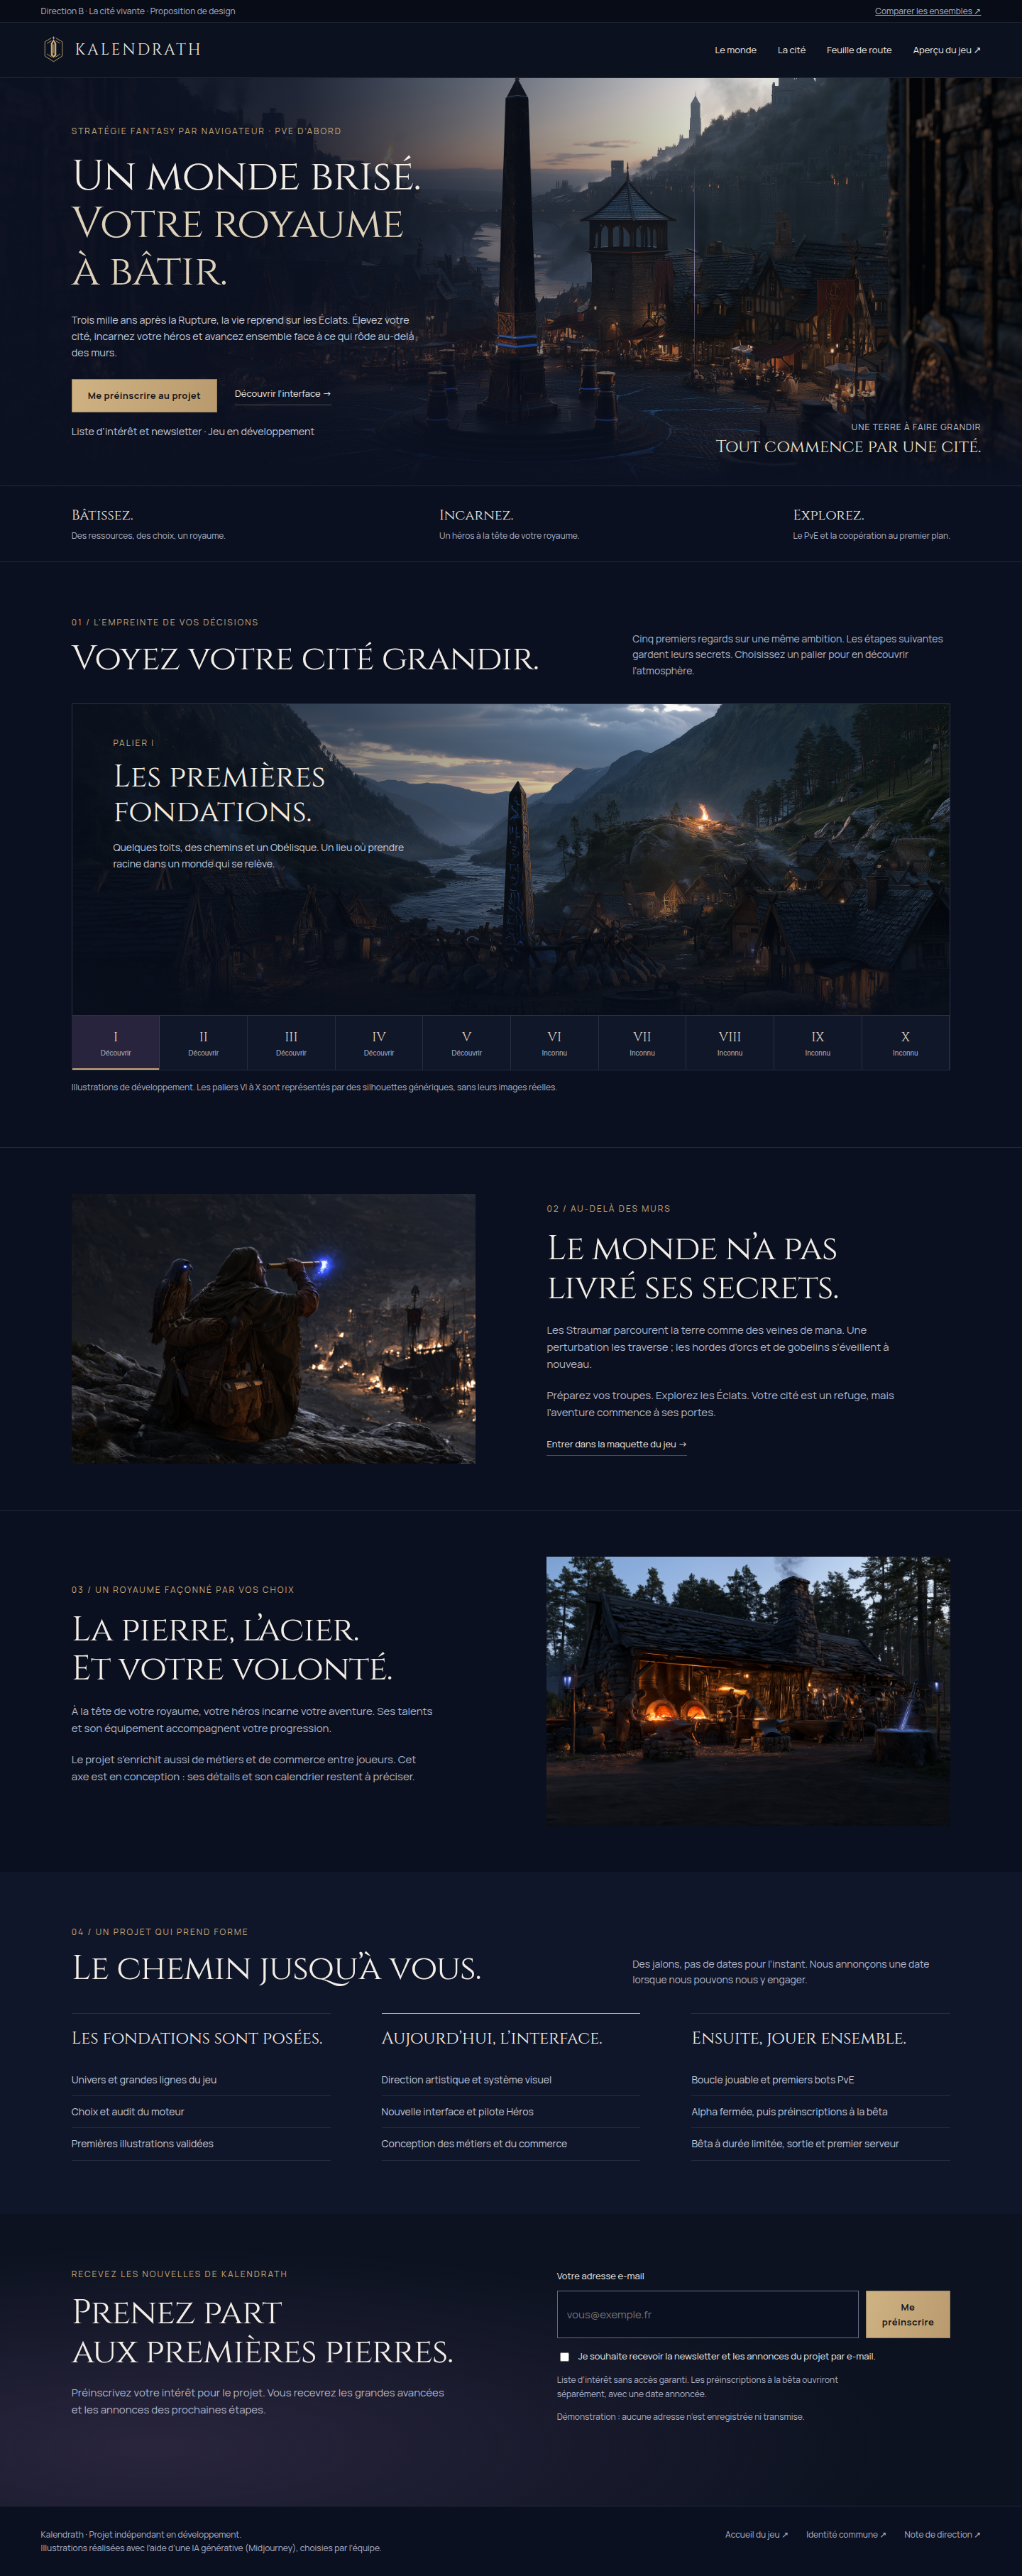 Direction B · La cité vivante · Proposition de design
Comparer les ensembles ↗
KALENDRATH
Le monde
La cité
Feuille de route
Aperçu du jeu ↗
STRATÉGIE FANTASY PAR NAVIGATEUR · PVE D'ABORD
Un monde brisé.
Votre royaume
à bâtir.
Trois mille ans après la Rupture, la vie reprend sur les Éclats. Élevez votre
cité, incarnez votre héros et avancez ensemble face à ce qui rôde au-delà
des murs.
Me préinscrire au projet
Découvrir l'interface →
Liste d'intérêt et newsletter · Jeu en développement
UNE TERRE À FAIRE GRANDIR
Tout commence par une cité.
Bâtissez.
Des ressources, des choix, un royaume.
Incarnez.
Un héros à la tête de votre royaume.
Explorez.
Le PvE et la coopération au premier plan.
01 / L'EMPREINTE DE VOS DÉCISIONS
Voyez votre cité grandir.
Cinq premiers regards sur une même ambition. Les étapes suivantes
gardent leurs secrets. Choisissez un palier pour en découvrir
l'atmosphère.
PALIER I
Les premières
fondations.
Quelques toits, des chemins et un Obélisque. Un lieu où prendre
racine dans un monde qui se relève.
I
Découvrir
II
Découvrir
III
Découvrir
IV
Découvrir
V
Découvrir
VI
Inconnu
VII
Inconnu
VIII
Inconnu
IX
Inconnu
X
Inconnu
Illustrations de développement. Les paliers VI à X sont représentés par des silhouettes génériques, sans leurs images réelles.
02 / AU-DELÀ DES MURS
Le monde n'a pas
livré ses secrets.
Les Straumar parcourent la terre comme des veines de mana. Une
perturbation les traverse ; les hordes d'orcs et de gobelins s'éveillent à
nouveau.
Préparez vos troupes. Explorez les Éclats. Votre cité est un refuge, mais
l'aventure commence à ses portes.
Entrer dans la maquette du jeu →
03 / UN ROYAUME FAÇONNÉ PAR VOS CHOIX
La pierre, l'acier.
Et votre volonté.
À la tête de votre royaume, votre héros incarne votre aventure. Ses talents
et son équipement accompagnent votre progression.
Le projet s'enrichit aussi de métiers et de commerce entre joueurs. Cet
axe est en conception : ses détails et son calendrier restent à préciser.
04 / UN PROJET QUI PREND FORME
Le chemin jusqu'à vous.
Des jalons, pas de dates pour l'instant. Nous annonçons une date
lorsque nous pouvons nous y engager.
Les fondations sont posées.
Univers et grandes lignes du jeu
Choix et audit du moteur
Premières illustrations validées
Aujourd'hui, l'interface.
Direction artistique et système visuel
Nouvelle interface et pilote Héros
Conception des métiers et du commerce
Ensuite, jouer ensemble.
Boucle jouable et premiers bots PvE
Alpha fermée, puis préinscriptions à la bêta
Bêta à durée limitée, sortie et premier serveur
RECEVEZ LES NOUVELLES DE KALENDRATH
Prenez part
aux premières pierres.
Préinscrivez votre intérêt pour le projet. Vous recevrez les grandes avancées
et les annonces des prochaines étapes.
Votre adresse e-mail
vous@exemple.fr
Me
préinscrire
Je souhaite recevoir la newsletter et les annonces du projet par e-mail.
Liste d'intérêt sans accès garanti. Les préinscriptions à la bêta ouvriront
séparément, avec une date annoncée.
Démonstration : aucune adresse n'est enregistrée ni transmise.
Kalendrath · Projet indépendant en développement.
Illustrations réalisées avec l'aide d'une IA générative (Midjourney), choisies par l'équipe.
Accueil du jeu ↗
Identité commune ↗
Note de direction ↗